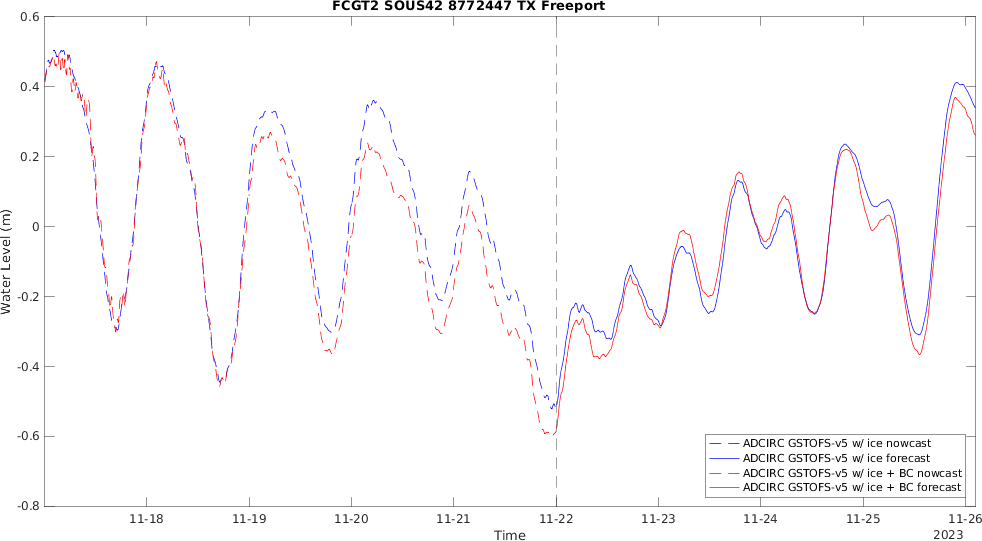 FCGT2 SOUS42 8772447 TX Freeport
0.6
0.4
0.2
0
-0.2
-0.4
-0.6
-0.8
Water Level (m)
ADCIRC GSTOFS-v5 w/ ice nowcast
ADCIRC GSTOFS-v5 w/ ice forecast
ADCIRC GSTOFS-v5 w/ ice + BC nowcast
ADCIRC GSTOFS-v5 w/ ice + BC forecast
11-18 11-19 11-20 11-21 11-22 11-23 11-24 11-25 11-26
Time
2023